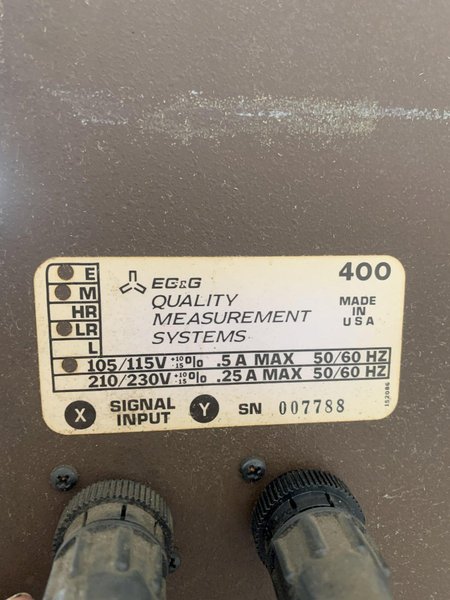 E
M
HR
LR
L
EG&G
QUALITY
MEASUREMENT
SYSTEMS
400
MADE
IN
USA
105/115V +10 -15 % .5 A MAX 50/60 HZ
210/230V +10 -15 % .25 A MAX 50/60 HZ
X SIGNAL INPUT Y SN 007788
152086